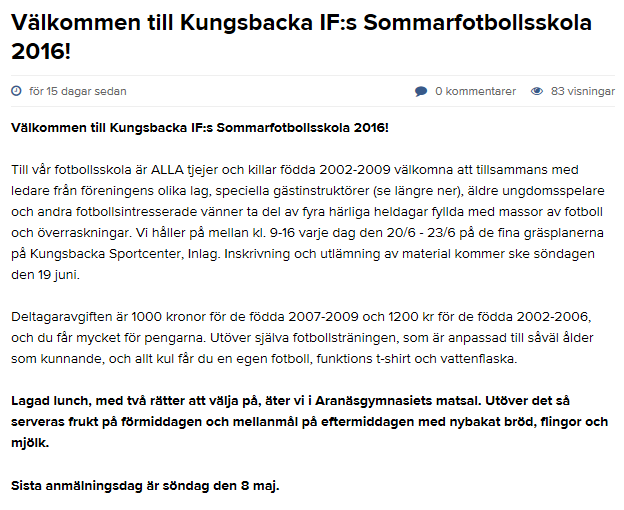 Välkommen till Kungsbacka IF:s Sommarfotbollsskola
2016!
för 15 dagar sedan
0 kommentarer
83 visningar
Välkommen till Kungsbacka IF:s Sommarfotbollsskola 2016!
Till vår fotbollsskola är ALLA tjejer och killar födda 2002-2009 välkomna att tillsammans med
ledare från föreningens olika lag, speciella gästinstruktörer (se längre ner), äldre ungdomsspelare
och andra fotbollsintresserade vänner ta del av fyra härliga heldagar fyllda med massor av fotboll
och överraskningar. Vi håller på mellan kl. 9-16 varje dag den 20/6 - 23/6 på de fina gräsplanerna
på Kungsbacka Sportcenter, Inlag. Inskrivning och utlämning av material kommer ske söndagen
den 19 juni.
Deltagaravgiften är 1000 kronor för de födda 2007-2009 och 1200 kr för de födda 2002-2006,
och du får mycket för pengarna. Utöver själva fotbollsträningen, som är anpassad till såväl ålder
som kunnande, och allt kul får du en egen fotboll, funktions t-shirt och vattenflaska.
Lagad lunch, med två rätter att välja på, äter vi i Aranäsgymnasiets matsal. Utöver det så
serveras frukt på förmiddagen och mellanmål på eftermiddagen med nybakat bröd, flingor och
mjölk.
Sista anmälningsdag är söndag den 8 maj.